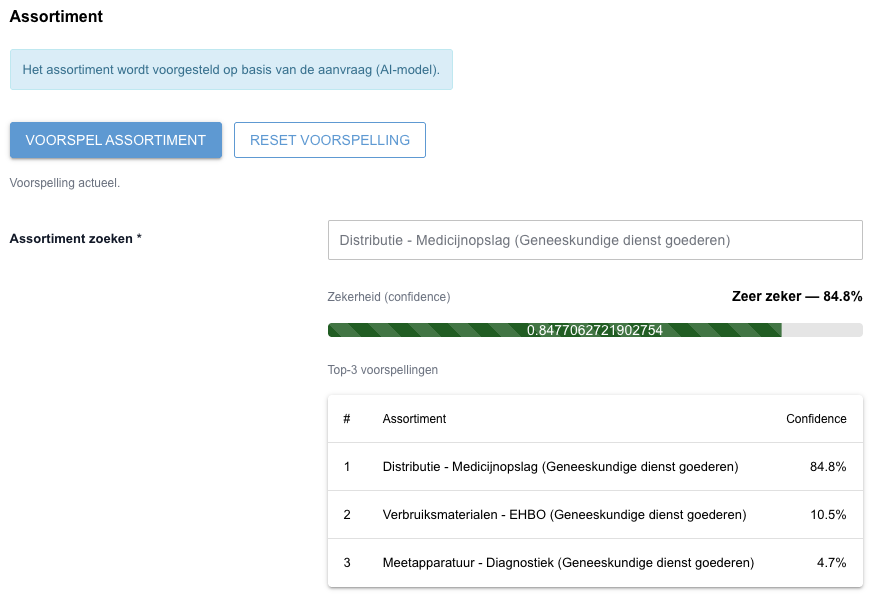 Assortiment
Het assortiment wordt voorgesteld op basis van de aanvraag (AI-model).
VOORSPEL ASSORTIMENT RESET VOORSPELLING
Voorspelling actueel.
Assortiment zoeken * Distributie - Medicijnopslag (Geneeskundige dienst goederen)
Zekerheid (confidence) Zeer zeker — 84.8%
0.8477062721902754
Top-3 voorspellingen
# Assortiment Confidence
1 Distributie - Medicijnopslag (Geneeskundige dienst goederen) 84.8%
2 Verbruiksmaterialen - EHBO (Geneeskundige dienst goederen) 10.5%
3 Meetapparatuur - Diagnostiek (Geneeskundige dienst goederen) 4.7%